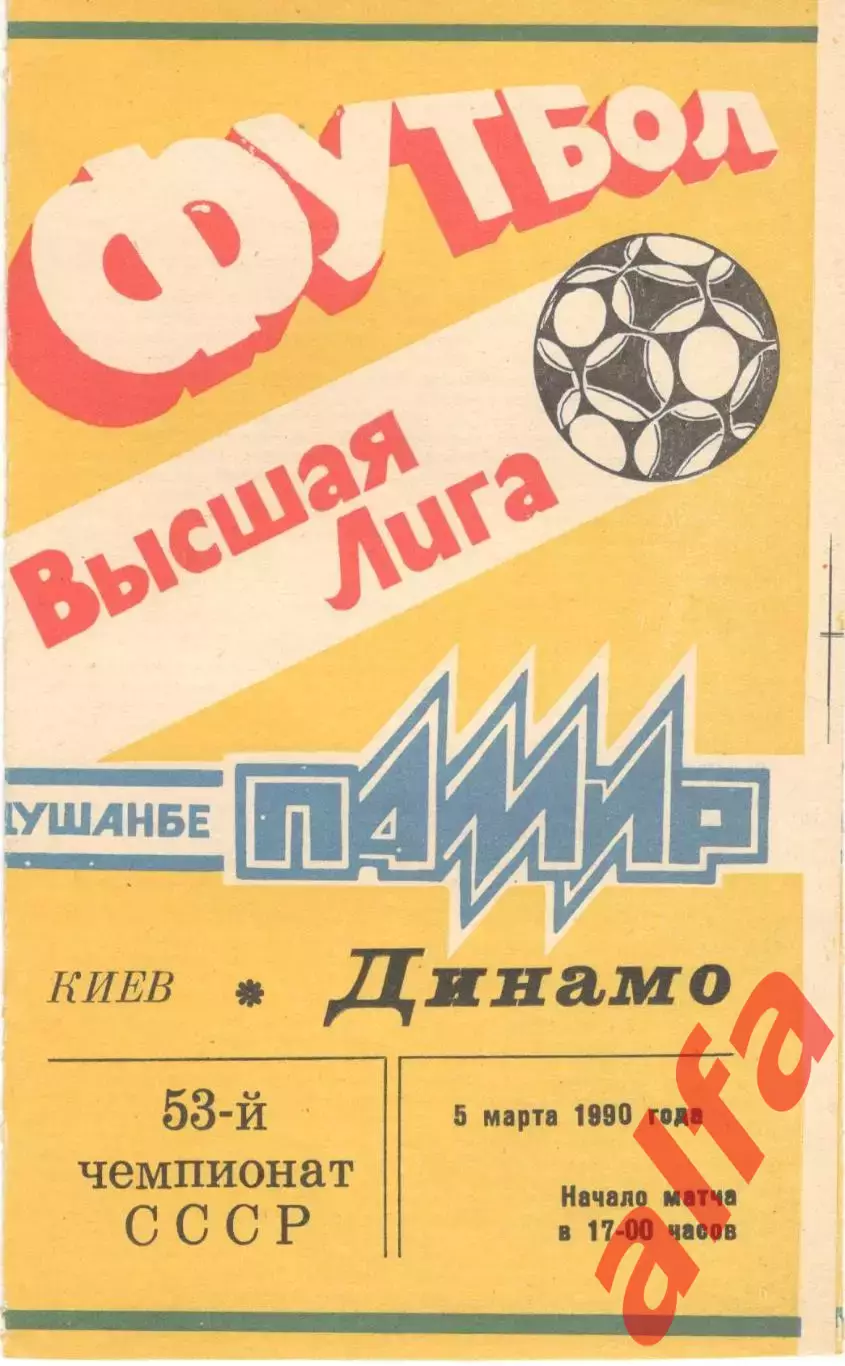 ФУТБОЛ
Высшая
Лига
ДУШАНБЕ ПАМИР
КИЕВ * Динамо
53-й
чемпионат
СССР
5 марта 1990 года
Начало матча
в 17-00 часов
alfa